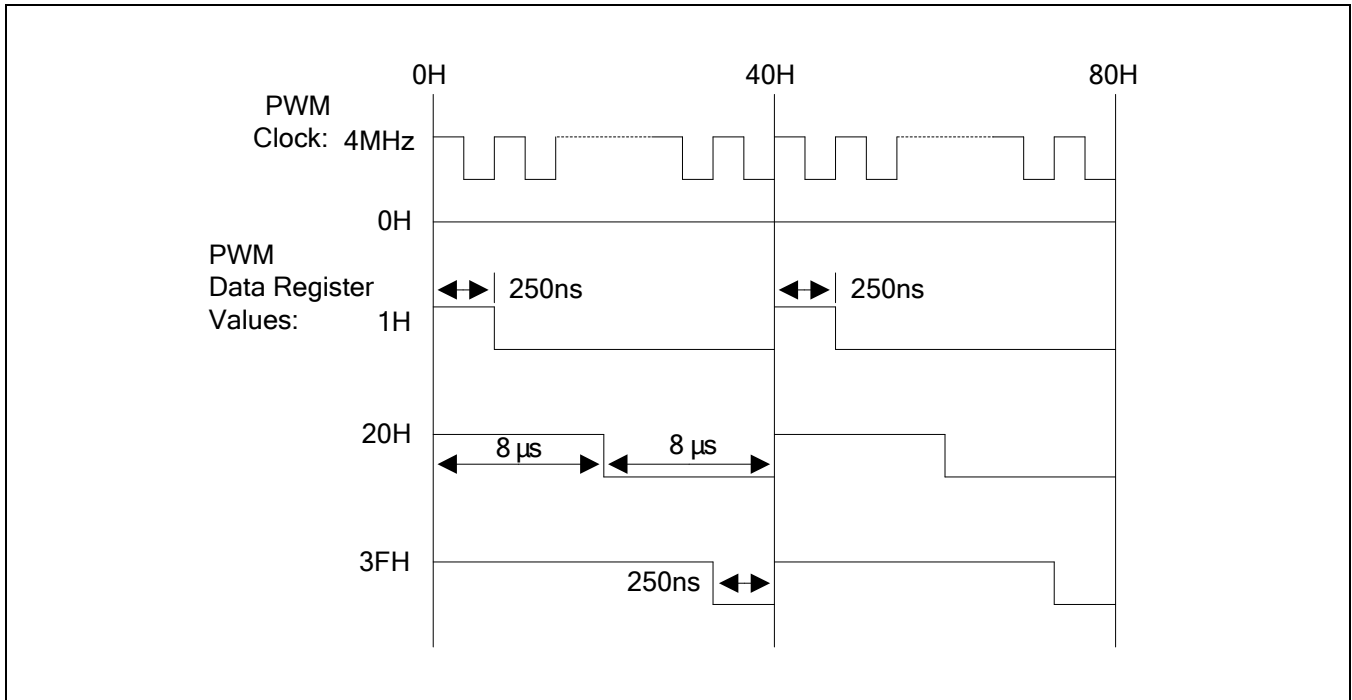 0H 40H 80H
PWM
Clock: 4MHz
0H
PWM
Data Register 250ns 250ns
Values: 1H
20H
8 µs 8 µs
3FH
250ns